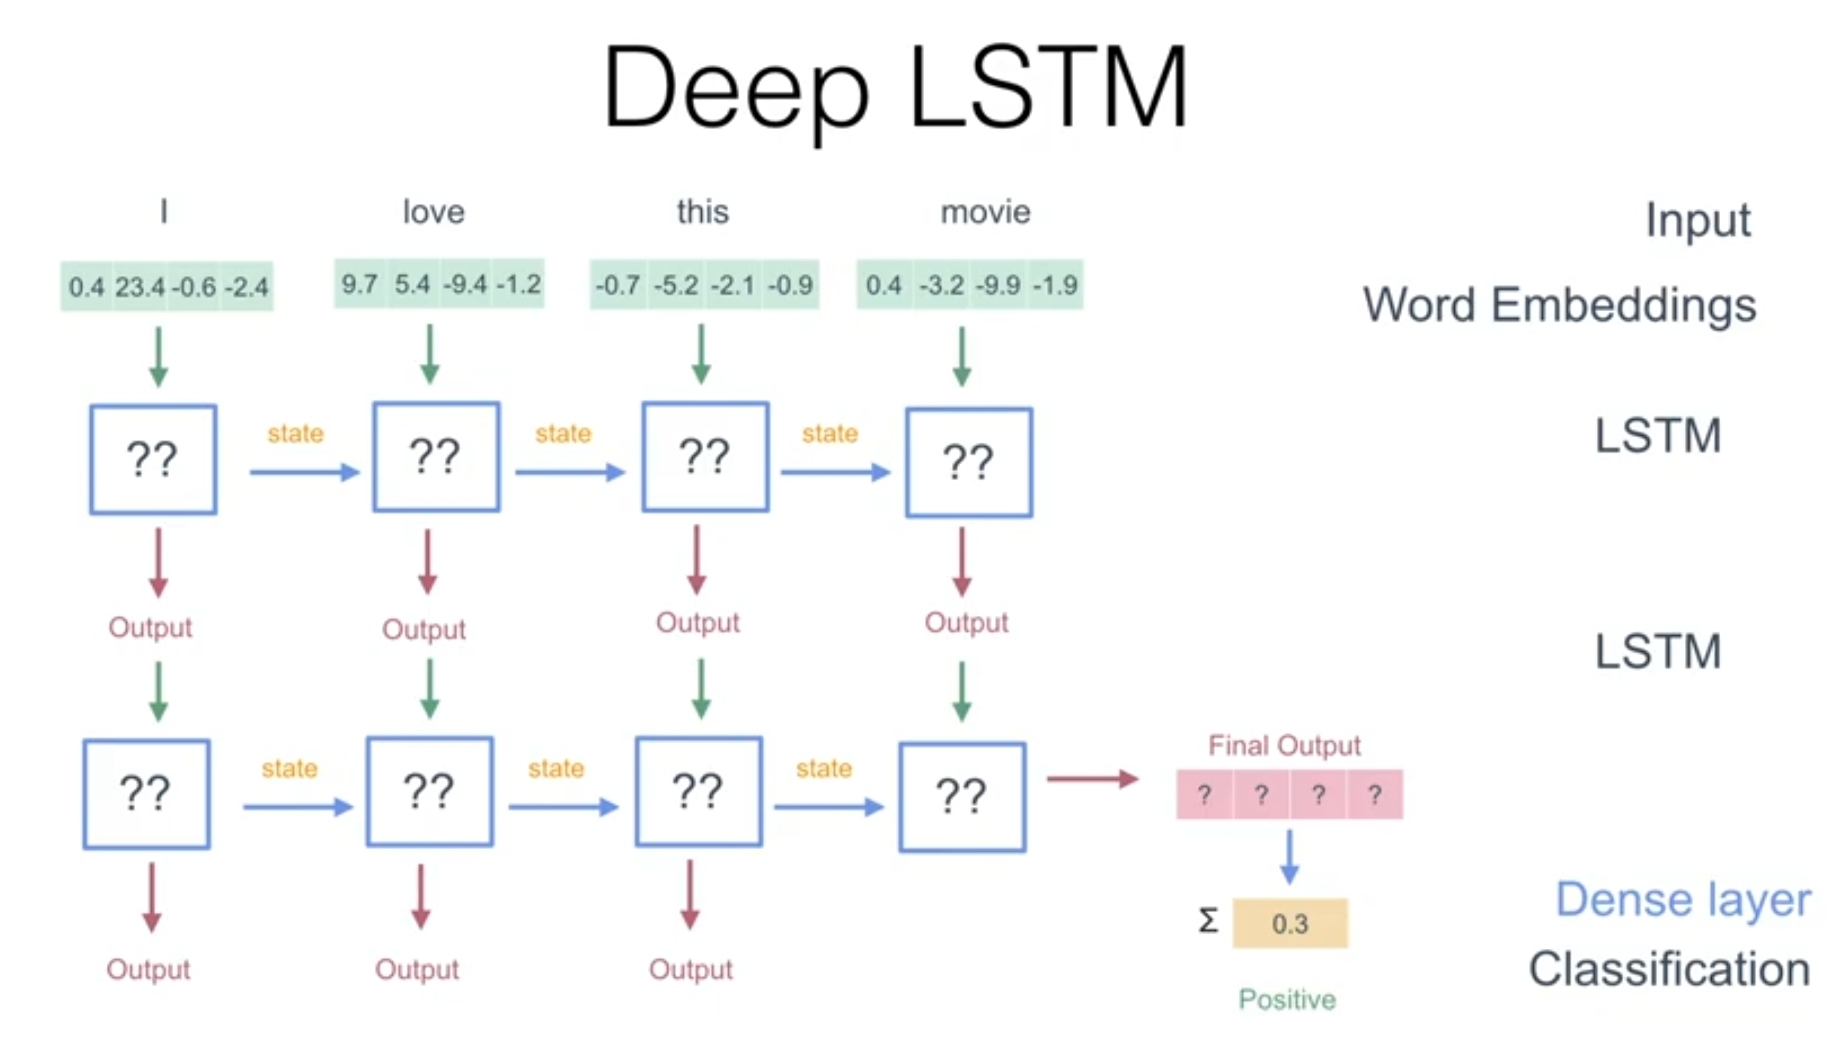 Deep LSTM
I love this movie Input
0.4 23.4 -0.6 -2.4 9.7 5.4 -9.4 -1.2 -0.7 -5.2 -2.1 -0.9 0.4 -3.2 -9.9 -1.9 Word Embeddings
?? state ?? state ?? state ?? LSTM
Output Output Output Output LSTM
Final Output
?? state ?? state ?? state ?? ? ? ? ?
Dense layer
Σ 0.3
Output Output Output Classification
Positive